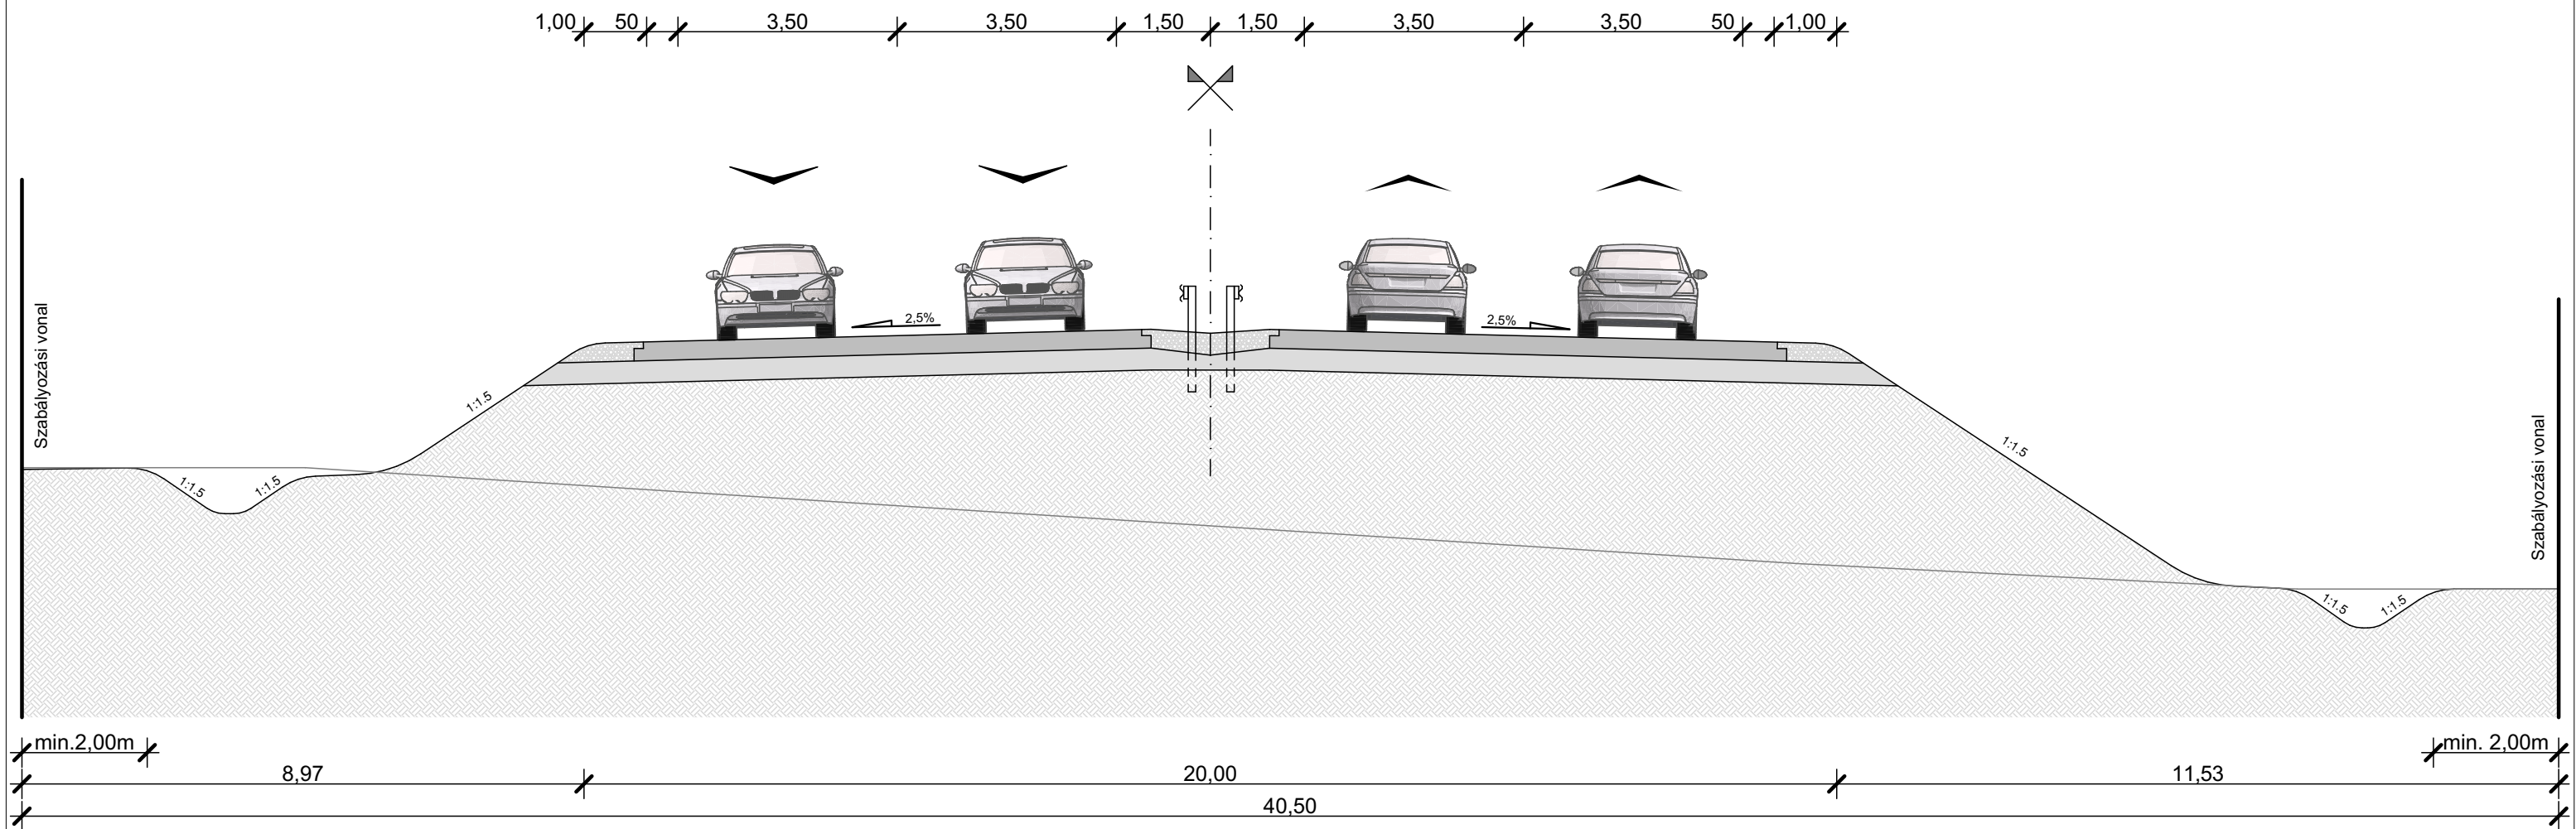 1,00 50 3,50 3,50 1,50 1,50 3,50 3,50 50 1,00
2,5% 2,5%
Szabályozási vonal
Szabályozási vonal
1:1.5
1:1.5
1:1.5 1:1.5
1:1.5 1:1.5
min.2,00m min. 2,00m
8,97 20,00 11,53
40,50